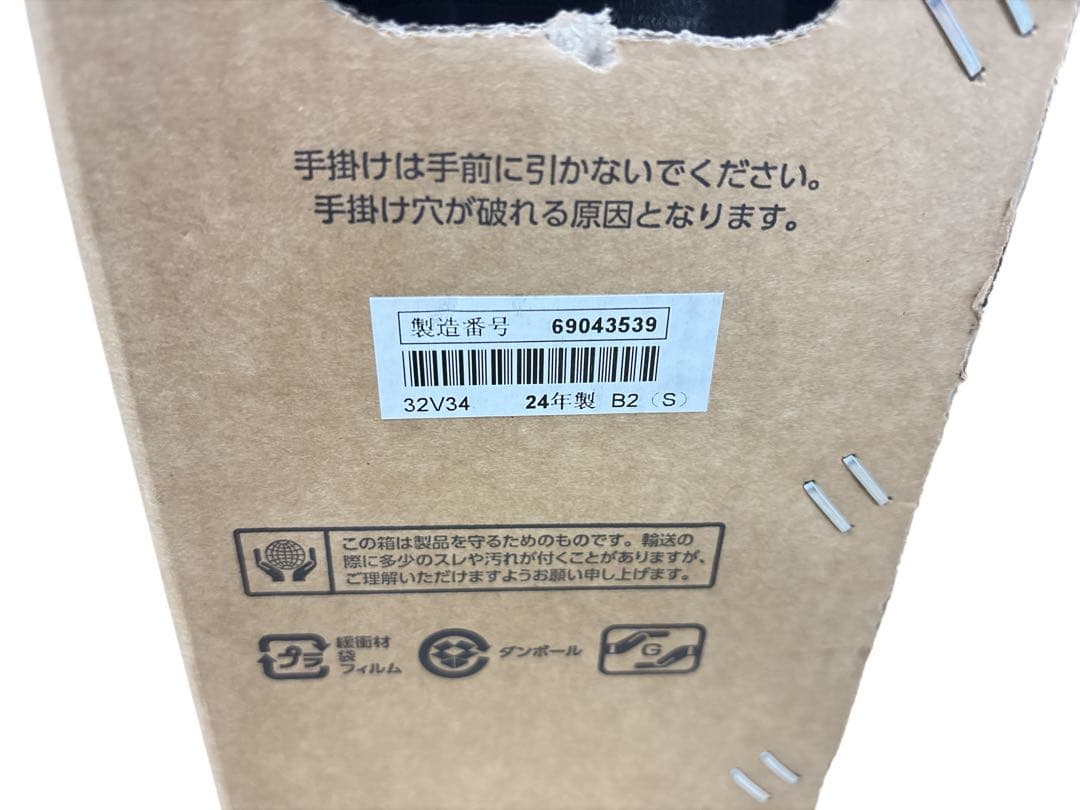 手掛けは手前に引かないでください。
手掛け穴が破れる原因となります。
製造番号 69043539
32V34 24年製 B2（S）
この箱は製品を守るためのものです。輸送の
際に多少のスレや汚れが付くことがありますが、
ご理解いただけますようお願い申し上げます。
プラ
緩衝材
袋
フィルム
ダンボール
G